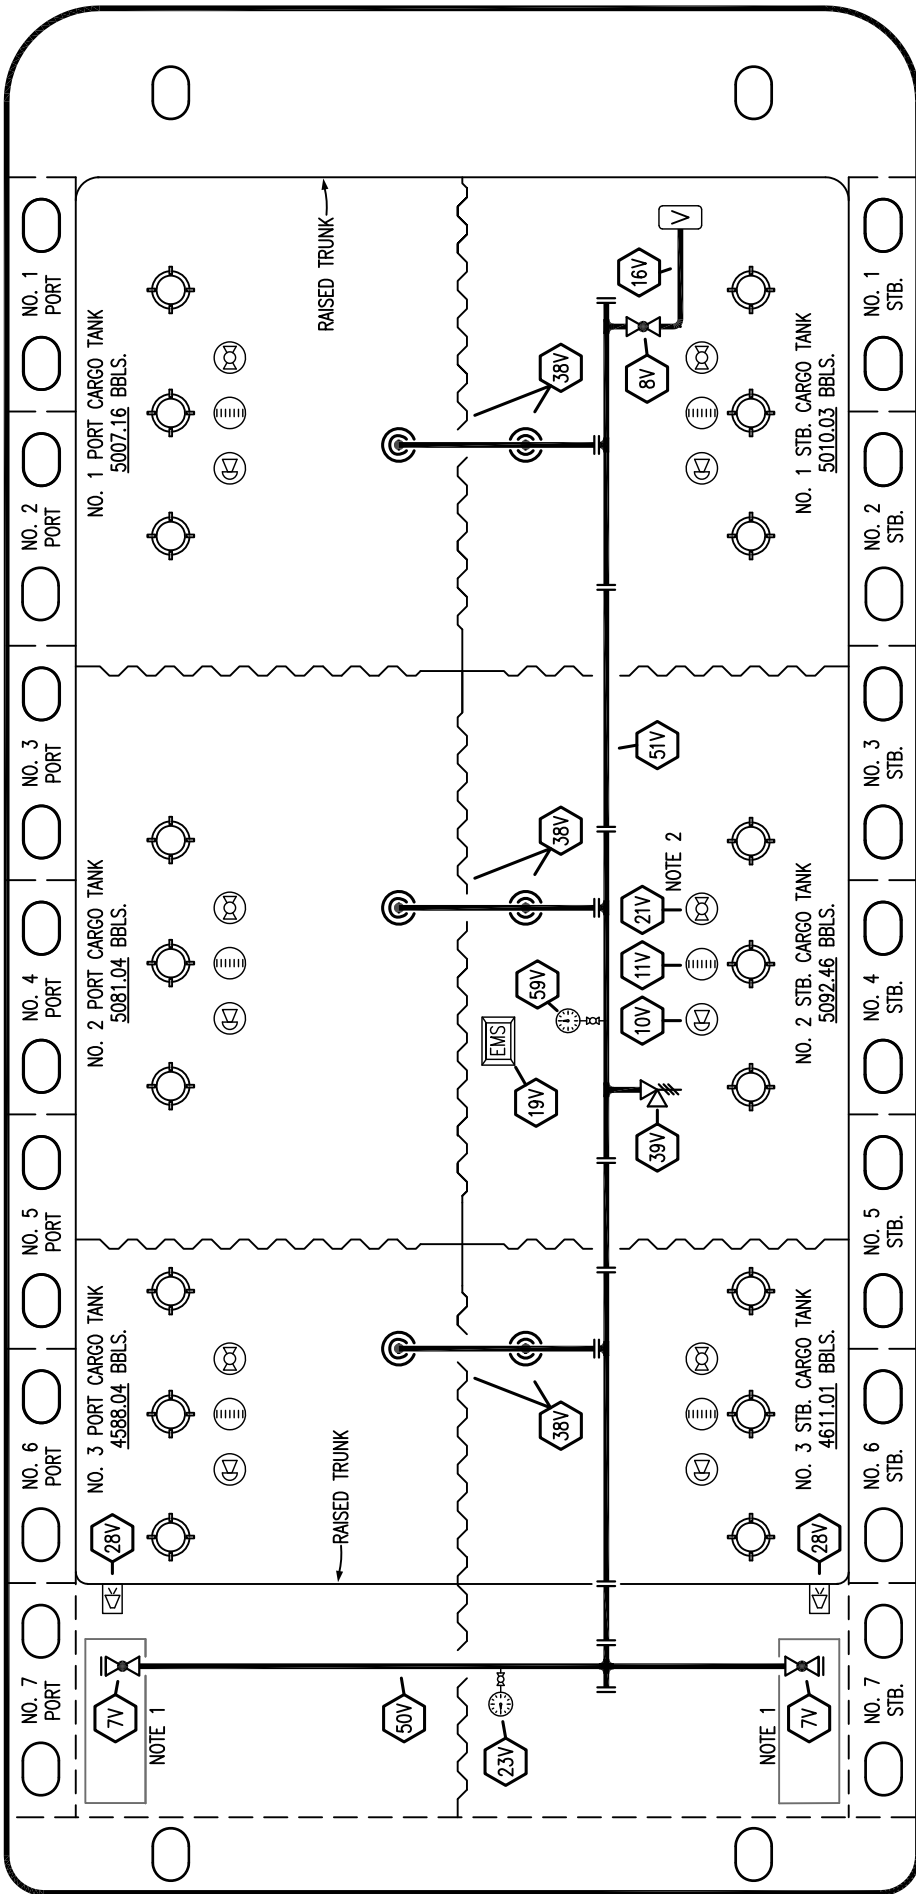 NO. 7
PORT
NO. 6
PORT
NO. 5
PORT
NO. 4
PORT
NO. 3
PORT
NO. 2
PORT
NO. 1
PORT
NO. 3 PORT CARGO TANK
4588.04 BBLS.
NO. 2 PORT CARGO TANK
5081.04 BBLS.
NO. 1 PORT CARGO TANK
5007.16 BBLS.
28V
7V
NOTE 1
RAISED TRUNK
RAISED TRUNK
50V
23V
38V
19V
EMS
59V
38V
38V
39V
10V
11V
21V
NOTE 2
51V
8V
16V
V
NOTE 1
7V
28V
NO. 3 STB. CARGO TANK
4611.01 BBLS.
NO. 2 STB. CARGO TANK
5092.46 BBLS.
NO. 1 STB. CARGO TANK
5010.03 BBLS.
NO. 7
STB.
NO. 6
STB.
NO. 5
STB.
NO. 4
STB.
NO. 3
STB.
NO. 2
STB.
NO. 1
STB.